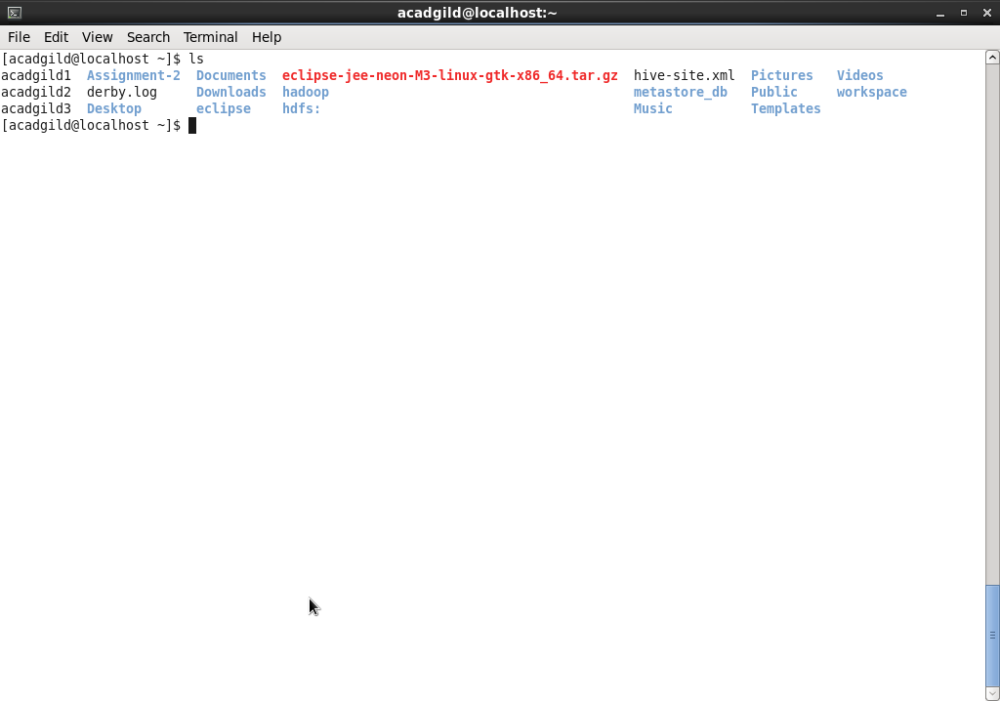 acadgild@localhost:~
File Edit View Search Terminal Help
[acadgild@localhost ~]$ ls
acadgild1  Assignment-2  Documents  eclipse-jee-neon-M3-linux-gtk-x86_64.tar.gz  hive-site.xml  Pictures   Videos
acadgild2  derby.log     Downloads  hadoop                                       metastore_db   Public     workspace
acadgild3  Desktop       eclipse    hdfs:                                        Music          Templates
[acadgild@localhost ~]$